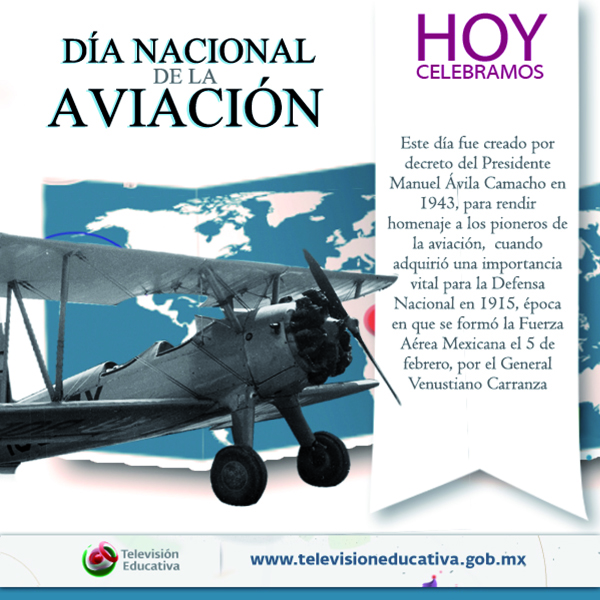 DÍA NACIONAL
DE LA
AVIACIÓN
HOY
CELEBRAMOS
Este día fue creado por
decreto del Presidente
Manuel Ávila Camacho en
1943, para rendir
homenaje a los pioneros de
la aviación, cuando
adquirió una importancia
vital para la Defensa
Nacional en 1915, época
en que se formó la Fuerza
Aérea Mexicana el 5 de
febrero, por el General
Venustiano Carranza
Televisión
Educativa
www.televisioneducativa.gob.mx